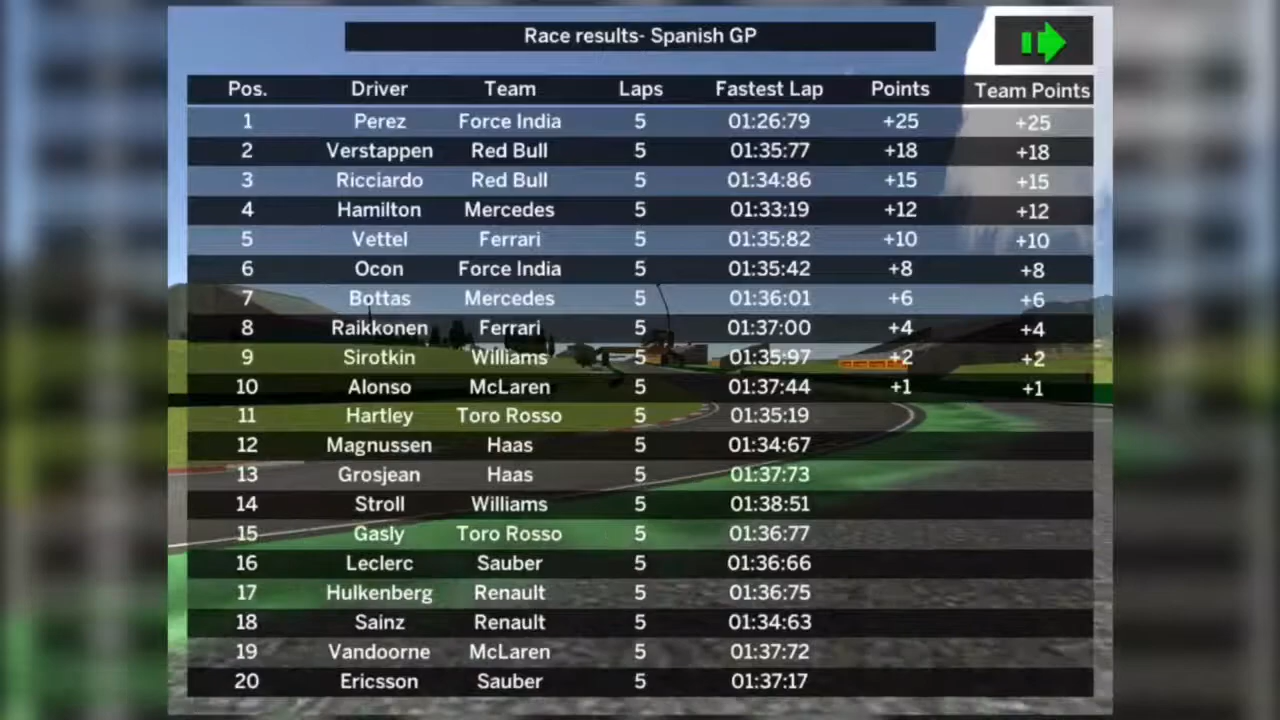 Race results- Spanish GP
Pos. Driver Team Laps Fastest Lap Points Team Points
1 Perez Force India 5 01:26:79 +25 +25
2 Verstappen Red Bull 5 01:35:77 +18 +18
3 Ricciardo Red Bull 5 01:34:86 +15 +15
4 Hamilton Mercedes 5 01:33:19 +12 +12
5 Vettel Ferrari 5 01:35:82 +10 +10
6 Ocon Force India 5 01:35:42 +8 +8
7 Bottas Mercedes 5 01:36:01 +6 +6
8 Raikkonen Ferrari 5 01:37:00 +4 +4
9 Sirotkin Williams 5 01:35:97 +2 +2
10 Alonso McLaren 5 01:37:44 +1 +1
11 Hartley Toro Rosso 5 01:35:19
12 Magnussen Haas 5 01:34:67
13 Grosjean Haas 5 01:37:73
14 Stroll Williams 5 01:38:51
15 Gasly Toro Rosso 5 01:36:77
16 Leclerc Sauber 5 01:36:66
17 Hulkenberg Renault 5 01:36:75
18 Sainz Renault 5 01:34:63
19 Vandoorne McLaren 5 01:37:72
20 Ericsson Sauber 5 01:37:17